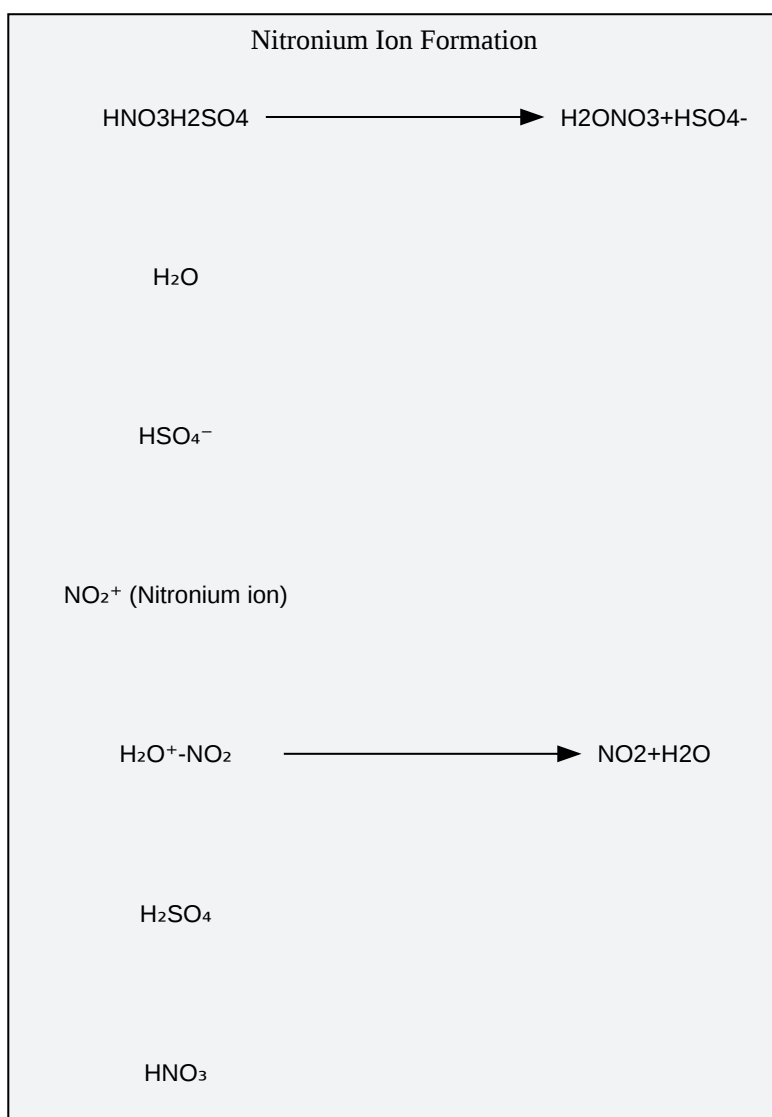 Nitronium Ion Formation
HNO3H2SO4 H2ONO3+HSO4-
H₂O
HSO₄⁻
NO₂⁺ (Nitronium ion)
H₂O⁺-NO₂ NO2+H2O
H₂SO₄
HNO₃